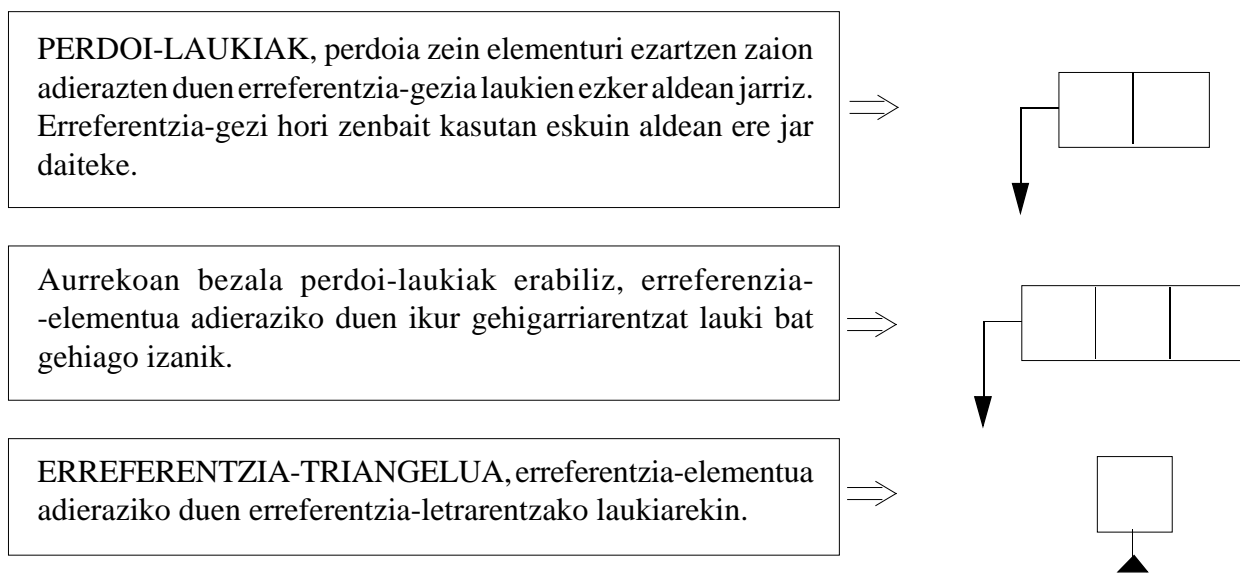 PERDOI-LAUKIAK, perdoia zein elementuri ezartzen zaion
adierazten duen erreferentzia-gezia laukien ezker aldean jarriz.
Erreferentzia-gezi hori zenbait kasutan eskuin aldean ere jar
daiteke.
Aurrekoan bezala perdoi-laukiak erabiliz, erreferenzia-
-elementua adieraziko duen ikur gehigarriarentzat lauki bat
gehiago izanik.
ERREFERENTZIA-TRIANGELUA, erreferentzia-elementua
adieraziko duen erreferentzia-letrarentzako laukiarekin.